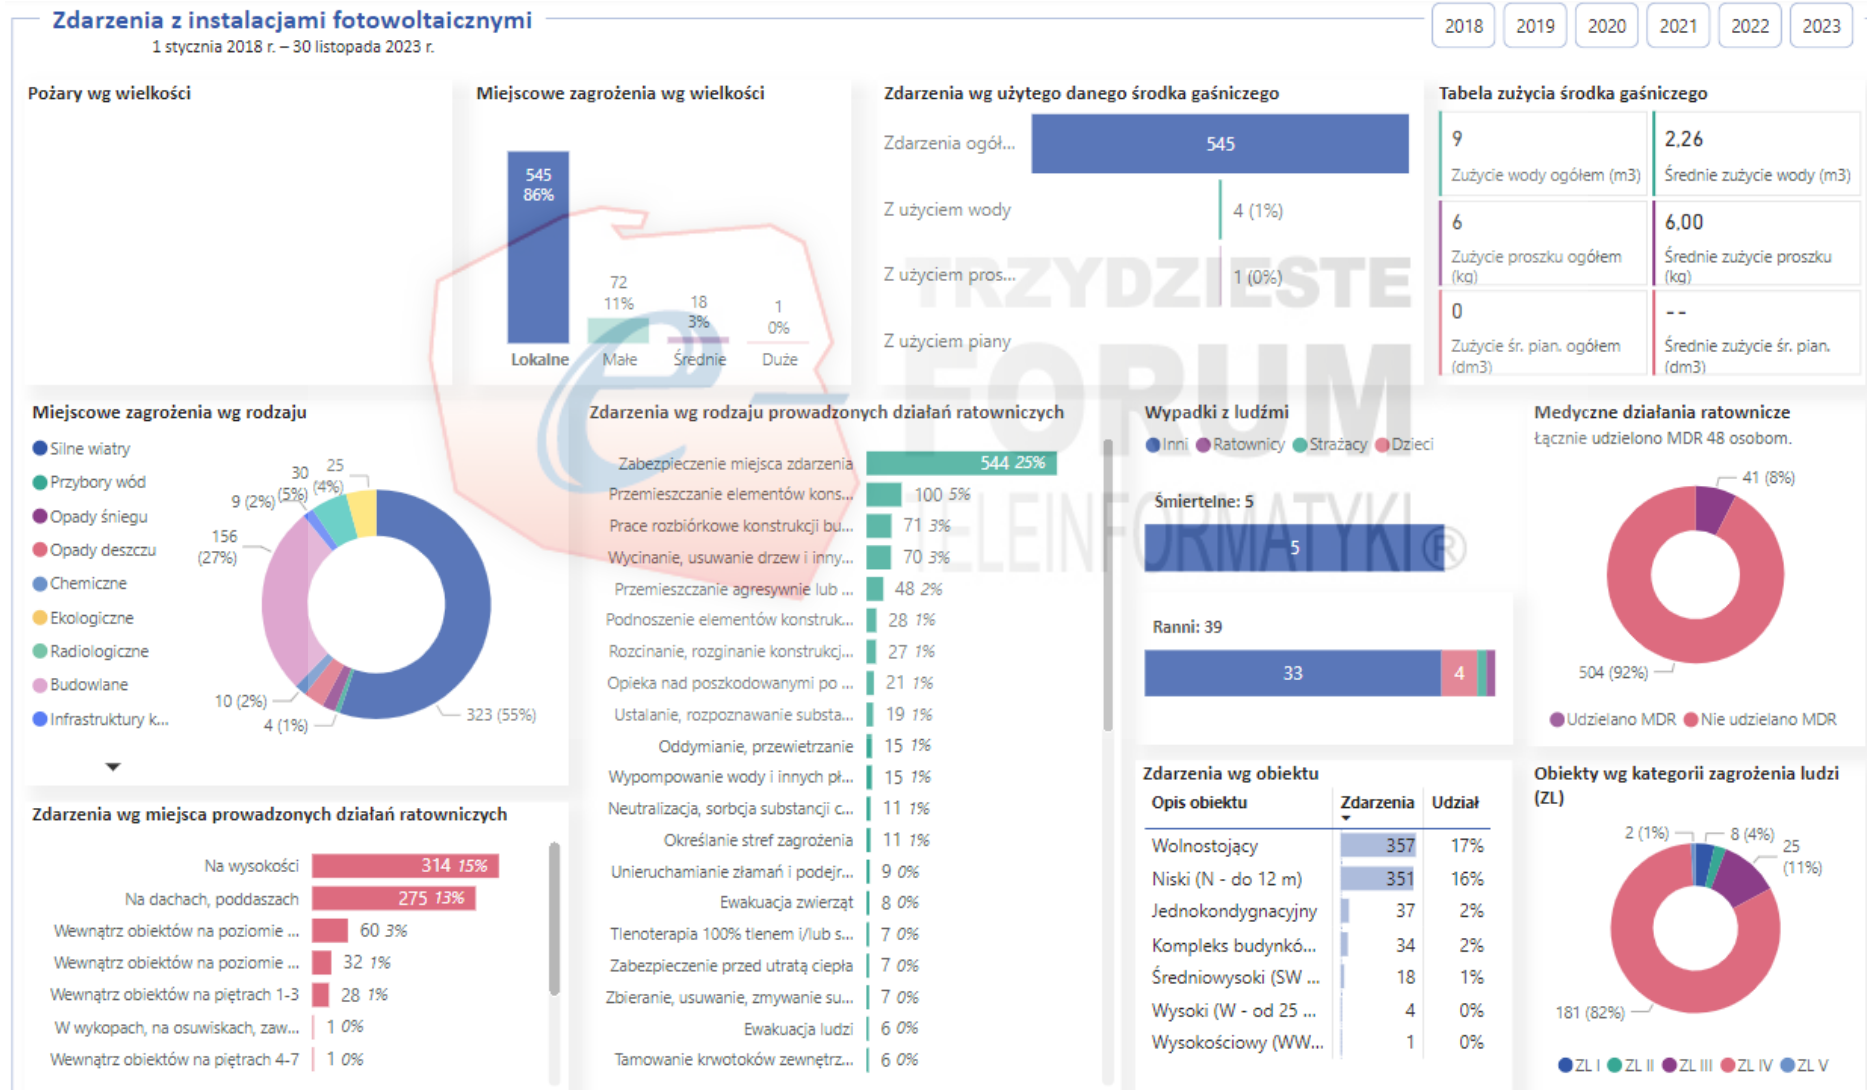 Zdarzenia z instalacjami fotowoltaicznymi
1 stycznia 2018 r. – 30 listopada 2023 r.
2018 2019 2020 2021 2022 2023
Pożary wg wielkości
Miejscowe zagrożenia wg wielkości
545
86%
72
11%
18
3%
1
0%
Lokalne Małe Średnie Duże
Zdarzenia wg użytego danego środka gaśniczego
Zdarzenia ogół... 545
Z użyciem wody 4 (1%)
Z użyciem pros... 1 (0%)
Z użyciem piany
Tabela zużycia środka gaśniczego
9
Zużycie wody ogółem (m3)
2,26
Średnie zużycie wody (m3)
6
Zużycie proszku ogółem
(kg)
6,00
Średnie zużycie proszku
(kg)
0
Zużycie śr. pian. ogółem
(dm3)
--
Średnie zużycie śr. pian.
(dm3)
TRZYDZIESTE
FORUM
TELEINFORMATYKI ®
e-
Miejscowe zagrożenia wg rodzaju
Silne wiatry
Przybory wód
Opady śniegu
Opady deszczu
Chemiczne
Ekologiczne
Radiologiczne
Budowlane
Infrastruktury k...
30
(5%)
25
(4%)
9 (2%)
156
(27%)
10 (2%)
4 (1%)
323 (55%)
Zdarzenia wg miejsca prowadzonych działań ratowniczych
Na wysokości 314 15%
Na dachach, poddaszach 275 13%
Wewnątrz obiektów na poziomie ... 60 3%
Wewnątrz obiektów na poziomie ... 32 1%
Wewnątrz obiektów na piętrach 1-3 28 1%
W wykopach, na osuwiskach, zaw... 1 0%
Wewnątrz obiektów na piętrach 4-7 1 0%
Zdarzenia wg rodzaju prowadzonych działań ratowniczych
Zabezpieczenie miejsca zdarzenia 544 25%
Przemieszczanie elementów kons... 100 5%
Prace rozbiórkowe konstrukcji bu... 71 3%
Wycinanie, usuwanie drzew i inny... 70 3%
Przemieszczanie agresywnie lub ... 48 2%
Podnoszenie elementów konstruk... 28 1%
Rozcinanie, rozginanie konstrukcj... 27 1%
Opieka nad poszkodowanymi po ... 21 1%
Ustalanie, rozpoznawanie substa... 19 1%
Oddymianie, przewietrzanie 15 1%
Wypompowanie wody i innych pł... 15 1%
Neutralizacja, sorbcja substancji c... 11 1%
Określanie stref zagrożenia 11 1%
Unieruchamianie złamań i podejr... 9 0%
Ewakuacja zwierząt 8 0%
Tlenoterapia 100% tlenem i/lub s... 7 0%
Zabezpieczenie przed utratą ciepła 7 0%
Zbieranie, usuwanie, zmywanie su... 7 0%
Ewakuacja ludzi 6 0%
Tamowanie krwotoków zewnętrz... 6 0%
Wypadki z ludźmi
Inni Ratownicy Strażacy Dzieci
Śmiertelne: 5
5
Ranni: 39
33 4
Medyczne działania ratownicze
Łącznie udzielono MDR 48 osobom.
41 (8%)
504 (92%)
Udzielano MDR Nie udzielano MDR
Zdarzenia wg obiektu
Opis obiektu Zdarzenia Udział
Wolnostojący 357 17%
Niski (N - do 12 m) 351 16%
Jednokondygnacyjny 37 2%
Kompleks budynkó... 34 2%
Średniowysoki (SW ... 18 1%
Wysoki (W - od 25 ... 4 0%
Wysokościowy (WW... 1 0%
Obiekty wg kategorii zagrożenia ludzi
(ZL)
2 (1%)
8 (4%)
25
(11%)
181 (82%)
ZL I ZL II ZL III ZL IV ZL V